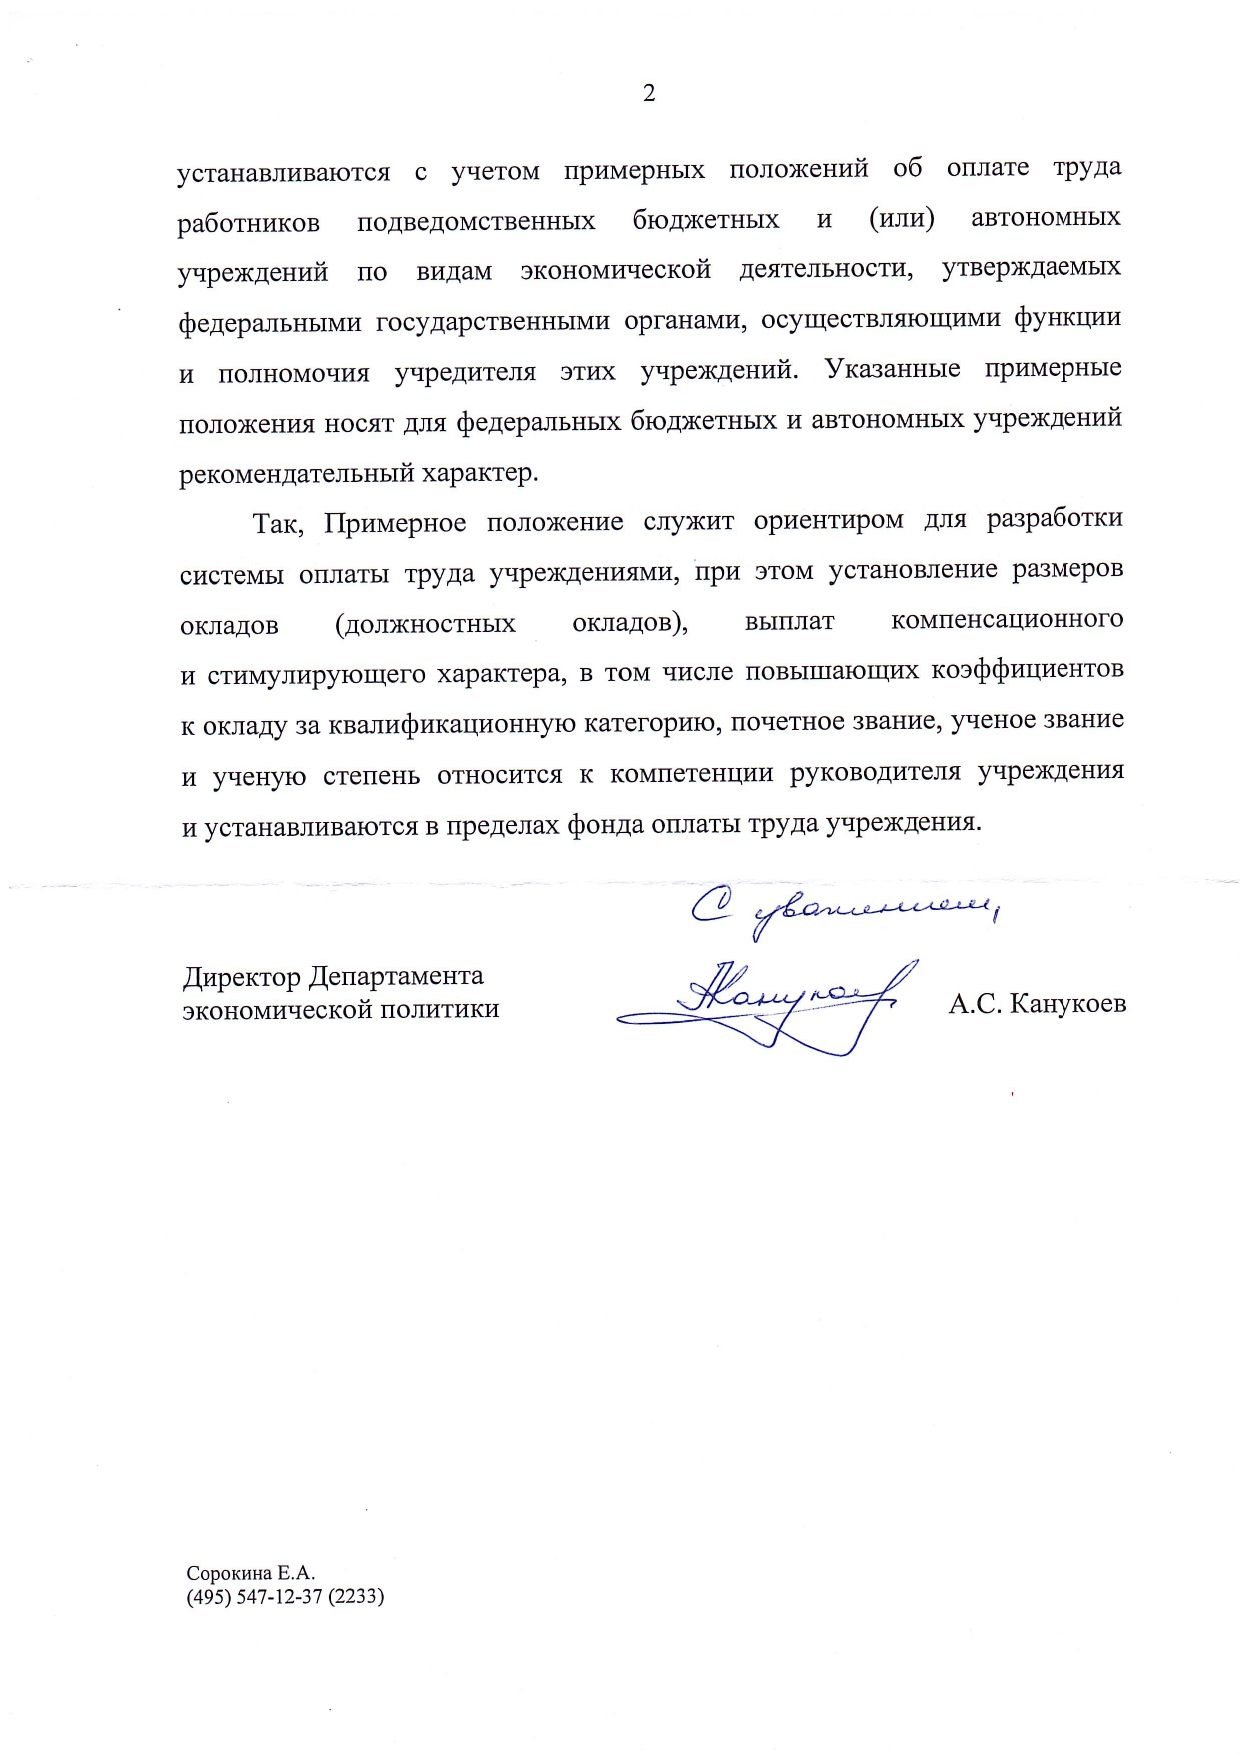 2
устанавливаются с учетом примерных положений об оплате труда
работников подведомственных бюджетных и (или) автономных
учреждений по видам экономической деятельности, утверждаемых
федеральными государственными органами, осуществляющими функции
и полномочия учредителя этих учреждений. Указанные примерные
положения носят для федеральных бюджетных и автономных учреждений
рекомендательный характер.
Так, Примерное положение служит ориентиром для разработки
системы оплаты труда учреждениями, при этом установление размеров
окладов (должностных окладов), выплат компенсационного
и стимулирующего характера, в том числе повышающих коэффициентов
к окладу за квалификационную категорию, почетное звание, ученое звание
и ученую степень относится к компетенции руководителя учреждения
и устанавливаются в пределах фонда оплаты труда учреждения.
С уважением,
Директор Департамента
экономической политики
Канукоев
А.С. Канукоев
Сорокина Е.А.
(495) 547-12-37 (2233)